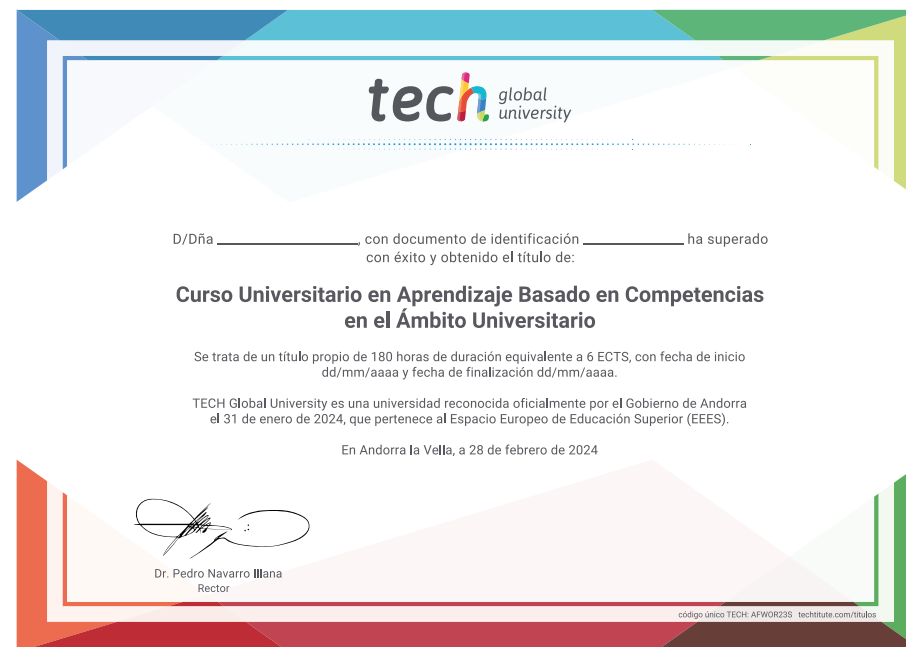 tech global
university
D/Dña ____________________, con documento de identificación ______________ ha superado
con éxito y obtenido el título de:
Curso Universitario en Aprendizaje Basado en Competencias
en el Ámbito Universitario
Se trata de un título propio de 180 horas de duración equivalente a 6 ECTS, con fecha de inicio
dd/mm/aaaa y fecha de finalización dd/mm/aaaa.
TECH Global University es una universidad reconocida oficialmente por el Gobierno de Andorra
el 31 de enero de 2024, que pertenece al Espacio Europeo de Educación Superior (EEES).
En Andorra la Vella, a 28 de febrero de 2024
Dr. Pedro Navarro Illana
Rector
código único TECH: AFWOR23S techtitute.com/titulos